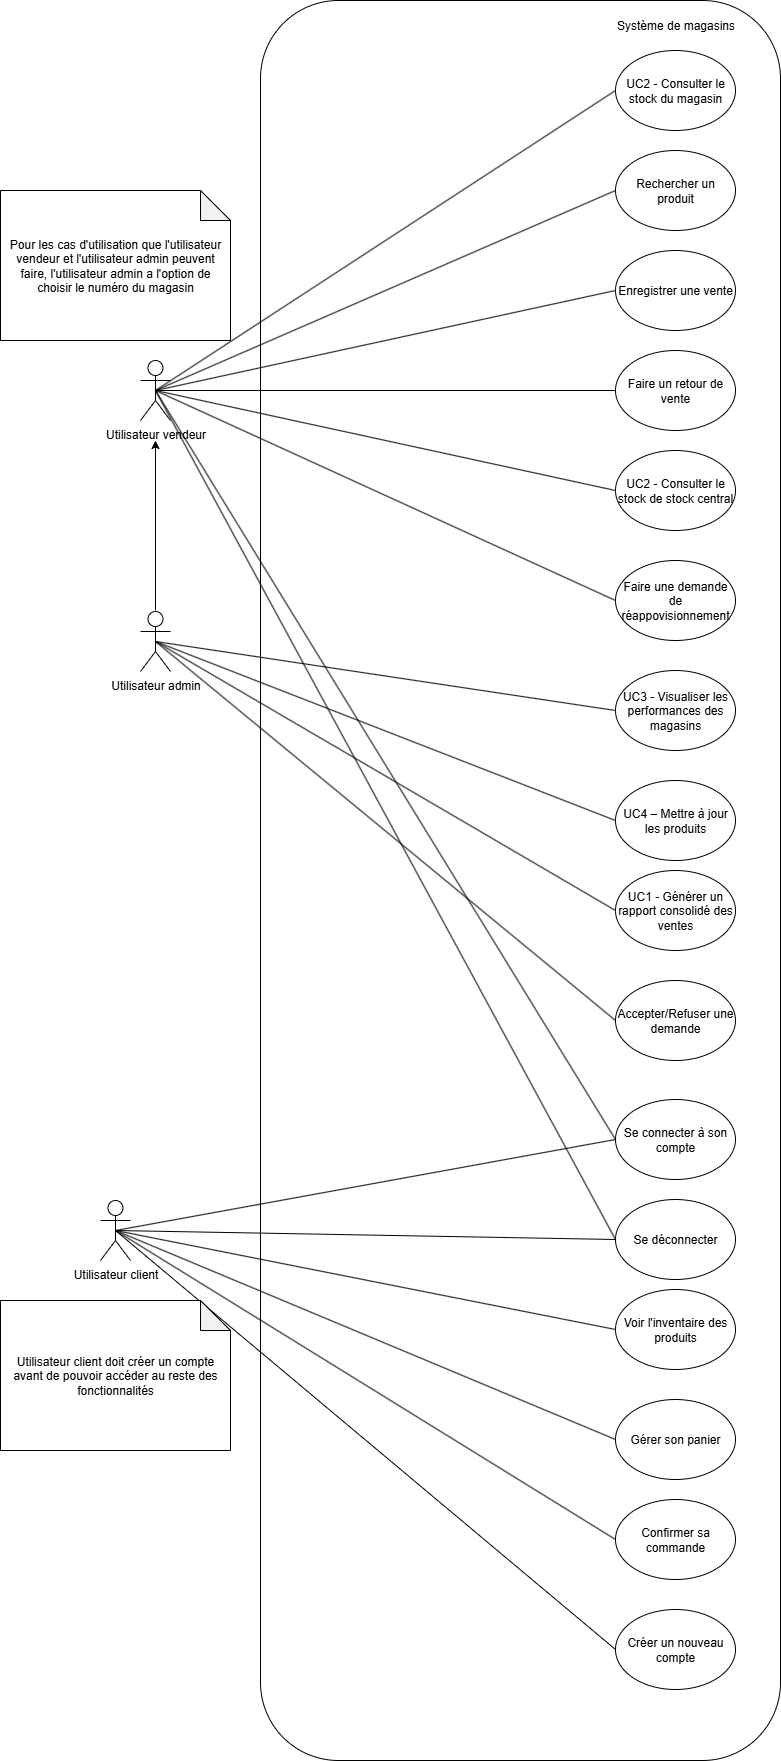 Système de magasins
UC2 - Consulter le
stock du magasin
Rechercher un
produit
Pour les cas d'utilisation que l'utilisateur
vendeur et l'utilisateur admin peuvent
faire, l'utilisateur admin a l'option de
choisir le numéro du magasin
Enregistrer une vente
Faire un retour de
vente
Utilisateur vendeur
UC2 - Consulter le
stock de stock central
Faire une demande
de
réappovisionnement
Utilisateur admin
UC3 - Visualiser les
performances des
magasins
UC4 – Mettre à jour
les produits
UC1 - Générer un
rapport consolidé des
ventes
Accepter/Refuser une
demande
Se connecter à son
compte
Se déconnecter
Utilisateur client
Voir l'inventaire des
produits
Utilisateur client doit créer un compte
avant de pouvoir accéder au reste des
fonctionnalités
Gérer son panier
Confirmer sa
commande
Créer un nouveau
compte